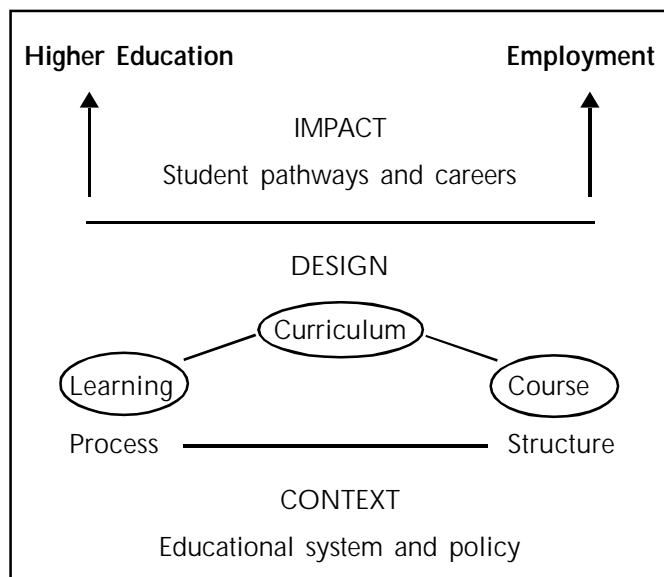 Higher Education Employment
IMPACT
Student pathways and careers
DESIGN
Curriculum
Learning Course
Process Structure
CONTEXT
Educational system and policy